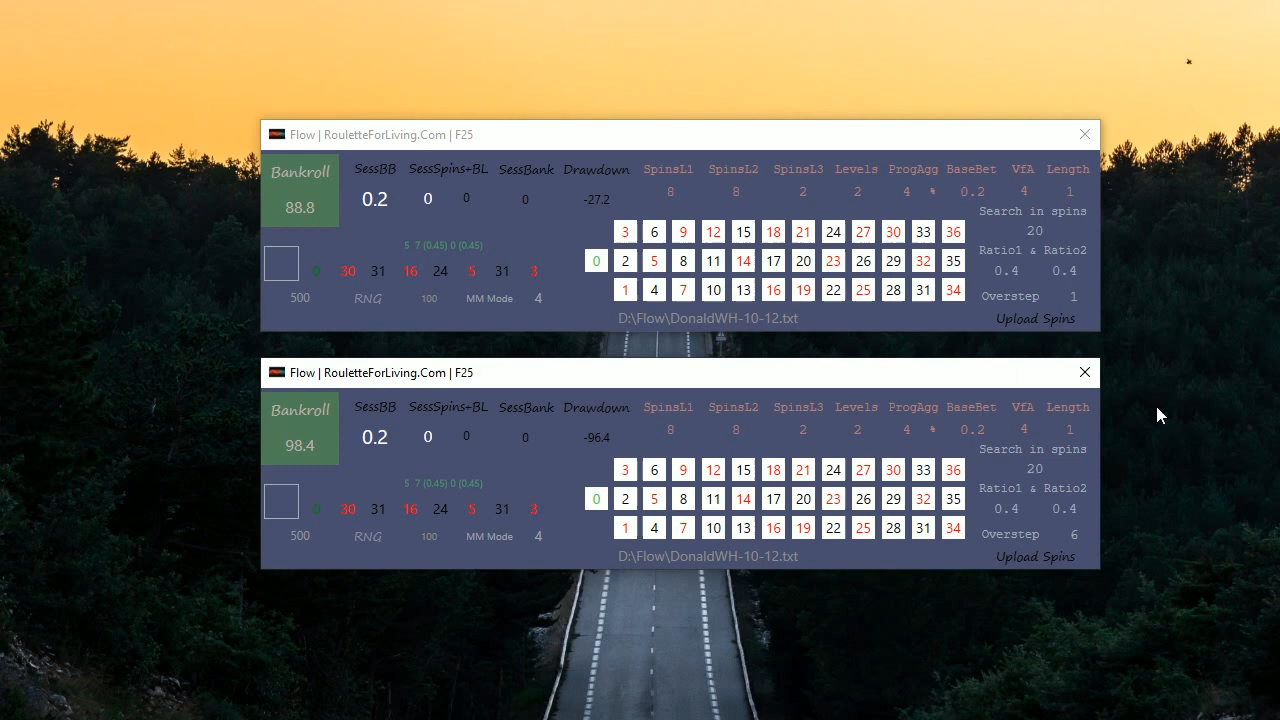 Flow | RouletteForLiving.Com | F25
Bankroll SessBB SessSpins+BL SessBank Drawdown SpinsL1 SpinsL2 SpinsL3 Levels ProgAgg BaseBet VfA Length
88.8 0.2 0 0 0 -27.2 8 8 2 2 4 % 0.2 4 1
Search in spins
20
3 6 9 12 15 18 21 24 27 30 33 36
5 7 (0.45) 0 (0.45)
Ratio1 & Ratio2
0 2 5 8 11 14 17 20 23 26 29 32 35
0 30 31 16 24 5 31 3
0.4 0.4
1 4 7 10 13 16 19 22 25 28 31 34
500 RNG 100 MM Mode 4
Overstep 1
D:\Flow\DonaldWH-10-12.txt
Upload Spins
Flow | RouletteForLiving.Com | F25
Bankroll SessBB SessSpins+BL SessBank Drawdown SpinsL1 SpinsL2 SpinsL3 Levels ProgAgg BaseBet VfA Length
98.4 0.2 0 0 0 -96.4 8 8 2 2 4 % 0.2 4 1
Search in spins
20
3 6 9 12 15 18 21 24 27 30 33 36
5 7 (0.45) 0 (0.45)
Ratio1 & Ratio2
0 2 5 8 11 14 17 20 23 26 29 32 35
0 30 31 16 24 5 31 3
0.4 0.4
1 4 7 10 13 16 19 22 25 28 31 34
500 RNG 100 MM Mode 4
Overstep 6
D:\Flow\DonaldWH-10-12.txt
Upload Spins